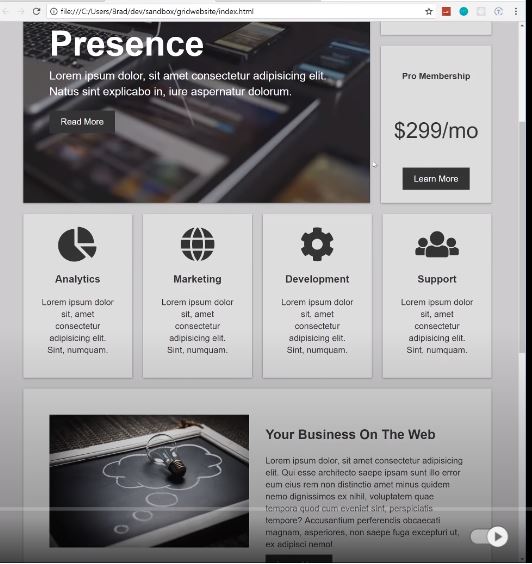 file:///C:/Users/Brad/dev/sandbox/gridwebsite/index.html
Presence
Lorem ipsum dolor, sit amet consectetur adipisicing elit.
Natus sint explicabo in, iure aspernatur dolorum.
Read More
Pro Membership
$299/mo
Learn More
Analytics
Lorem ipsum dolor
sit, amet
consectetur
adipisicing elit.
Sint, numquam.
Marketing
Lorem ipsum dolor
sit, amet
consectetur
adipisicing elit.
Sint, numquam.
Development
Lorem ipsum dolor
sit, amet
consectetur
adipisicing elit.
Sint, numquam.
Support
Lorem ipsum dolor
sit, amet
consectetur
adipisicing elit.
Sint, numquam.
Your Business On The Web
Lorem ipsum dolor, sit amet consectetur adipisicing
elit. Qui esse architecto saepe ipsam sunt illo error
eum eius rem non distinctio amet minus excepturi
nemo dignissimos ex nihil, voluptatem quae
tempora quod cum eveniet sint, perspiciatis
tempore? Accusantium perferendis obcaecati
magnam, asperiores, non saepe fuga excepturi ut,
ex adipisci nemo!